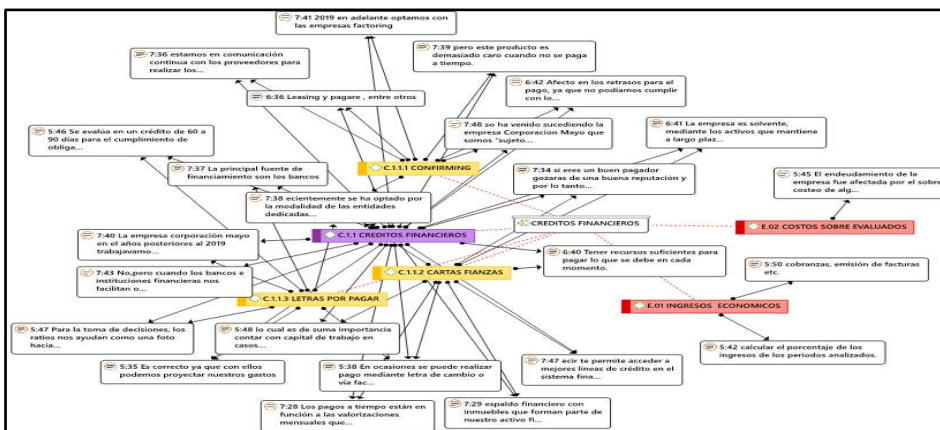 7:41 2019 en adelante optamos con
las empresas factoring
7:39 pero este producto es
demasiado caro cuando no se paga
a tiempo.
7:36 estamos en comunicación
continua con los proveedores para
realizar los...
6:42 Afecto en los retrasos para el
pago, ya que no podíamos cumplir
con lo...
6:36 Leasing y pagare , entre otros
7:48 so ha venido sucediendo la
empresa Corporacion Mayo que
somos "sujeto...
6:41 La empresa es solvente,
mediante los activos que mantiene
a largo plaz...
5:46 Se evalúa en un crédito de 60 a
90 días para el cumplimiento de
obliga...
C.1.1.1 CONFIRMING
7:37 La principal fuente de
financiamiento son los bancos
7:34 si eres un buen pagador
gozaras de una buena reputación y
por lo tanto...
5:45 El endeudamiento de la
empresa fue afectada por el sobre
costeo de alg...
7:38 ecientemente se ha optado por
la modalidad de las entidades
dedicadas...
CREDITOS FINANCIEROS
E.02 COSTOS SOBRE EVALUADOS
C.1.1 CREDITOS FINANCIEROS
7:40 La empresa corporación mayo
en el años posteriores al 2019
trabajavamo...
6:40 Tener recursos suficientes para
pagar lo que se debe en cada
momento.
5:50 cobranzas, emisión de facturas
etc.
7:43 No,pero cuando los bancos e
instituciones financieras nos
facilitan o...
C.1.1.2 CARTAS FIANZAS
C.1.1.3 LETRAS POR PAGAR
E.01 INGRESOS ECONOMICOS
5:47 Para la toma de decisiones, los
ratios nos ayudan como una foto
hacia...
5:48 lo cual es de suma importancia
contar con capital de trabajo en
casos...
5:42 calcular el porcentaje de los
ingresos de los periodos analizados.
5:35 Es correcto ya que con ellos
podemos proyectar nuestros gastos
5:38 En ocasiones se puede realizar
pago mediante letra de cambio o
vía fac...
7:47 ecir te permite acceder a
mejores líneas de crédito en el
sistema fina...
7:28 Los pagos a tiempo están en
función a las valorizaciones
mensuales que...
7:29 espaldo financiero con
inmuebles que forman parte de
nuestro activo fi...